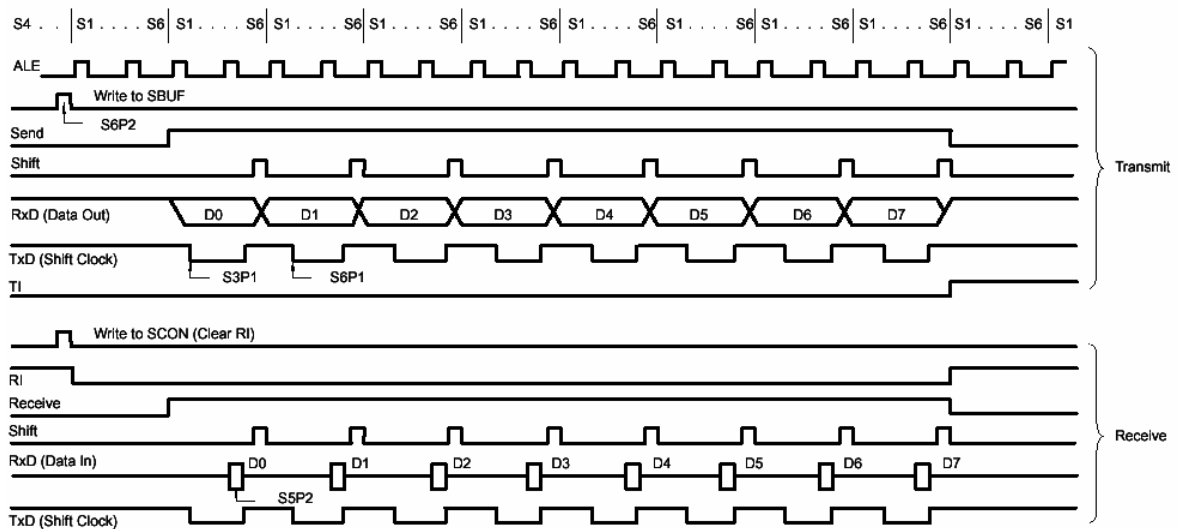 S4 . . . . S1 . . . . . S6 S1 . . . . . S6 S1 . . . . . S6 S1 . . . . . S6 S1 . . . . . S6 S1 . . . . . S6 S1 . . . . . S6 S1 . . . . . S6 S1 . . . . . S6 S1 . . . . . S6 S1
ALE
Write to SBUF
S6P2
Send
Shift
Transmit
RxD (Data Out) D0 D1 D2 D3 D4 D5 D6 D7
TxD (Shift Clock)
S3P1 S6P1
TI
Write to SCON (Clear RI)
RI
Receive
Shift
Receive
RxD (Data In) D0 D1 D2 D3 D4 D5 D6 D7
S5P2
TxD (Shift Clock)